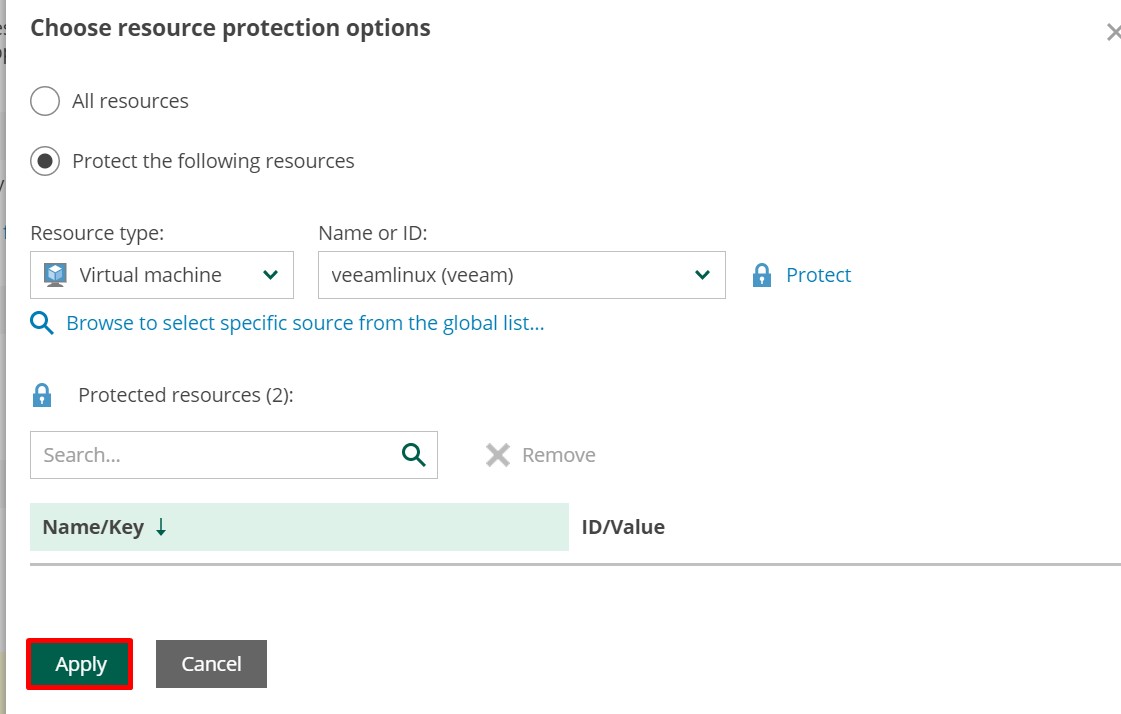 Choose resource protection options
All resources
Protect the following resources
Resource type:
Name or ID:
Virtual machine
veeamlinux (veeam)
Protect
Browse to select specific source from the global list...
Protected resources (2):
Search...
Remove
Name/Key ↓
ID/Value
Apply
Cancel